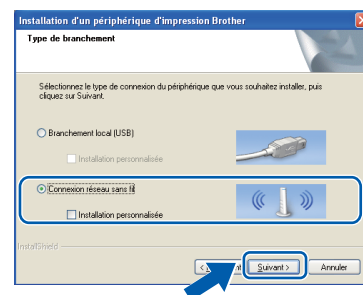 Installation d'un périphérique d'impression Brother
Type de branchement
Sélectionnez le type de connexion du périphérique que vous souhaitez installer, puis
cliquez sur Suivant.
Branchement local (USB)
Installation personnalisée
Connexion réseau sans fil
Installation personnalisée
InstallShield
Suivant >
Annuler